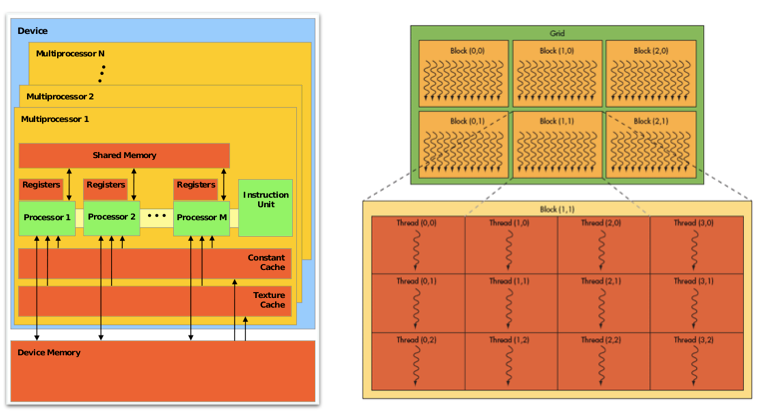 Device
Multiprocessor N
Multiprocessor 2
Multiprocessor 1
Shared Memory
Registers Registers Registers
Processor 1 Processor 2 Processor M
Instruction
Unit
Constant
Cache
Texture
Cache
Device Memory
Grid
Block (0,0) Block (1,0) Block (2,0)
Block (0,1) Block (1,1) Block (2,1)
Block (1,1)
Thread (0,0) Thread (1,0) Thread (2,0) Thread (3,0)
Thread (0,1) Thread (1,1) Thread (2,1) Thread (3,1)
Thread (0,2) Thread (1,2) Thread (2,2) Thread (3,2)